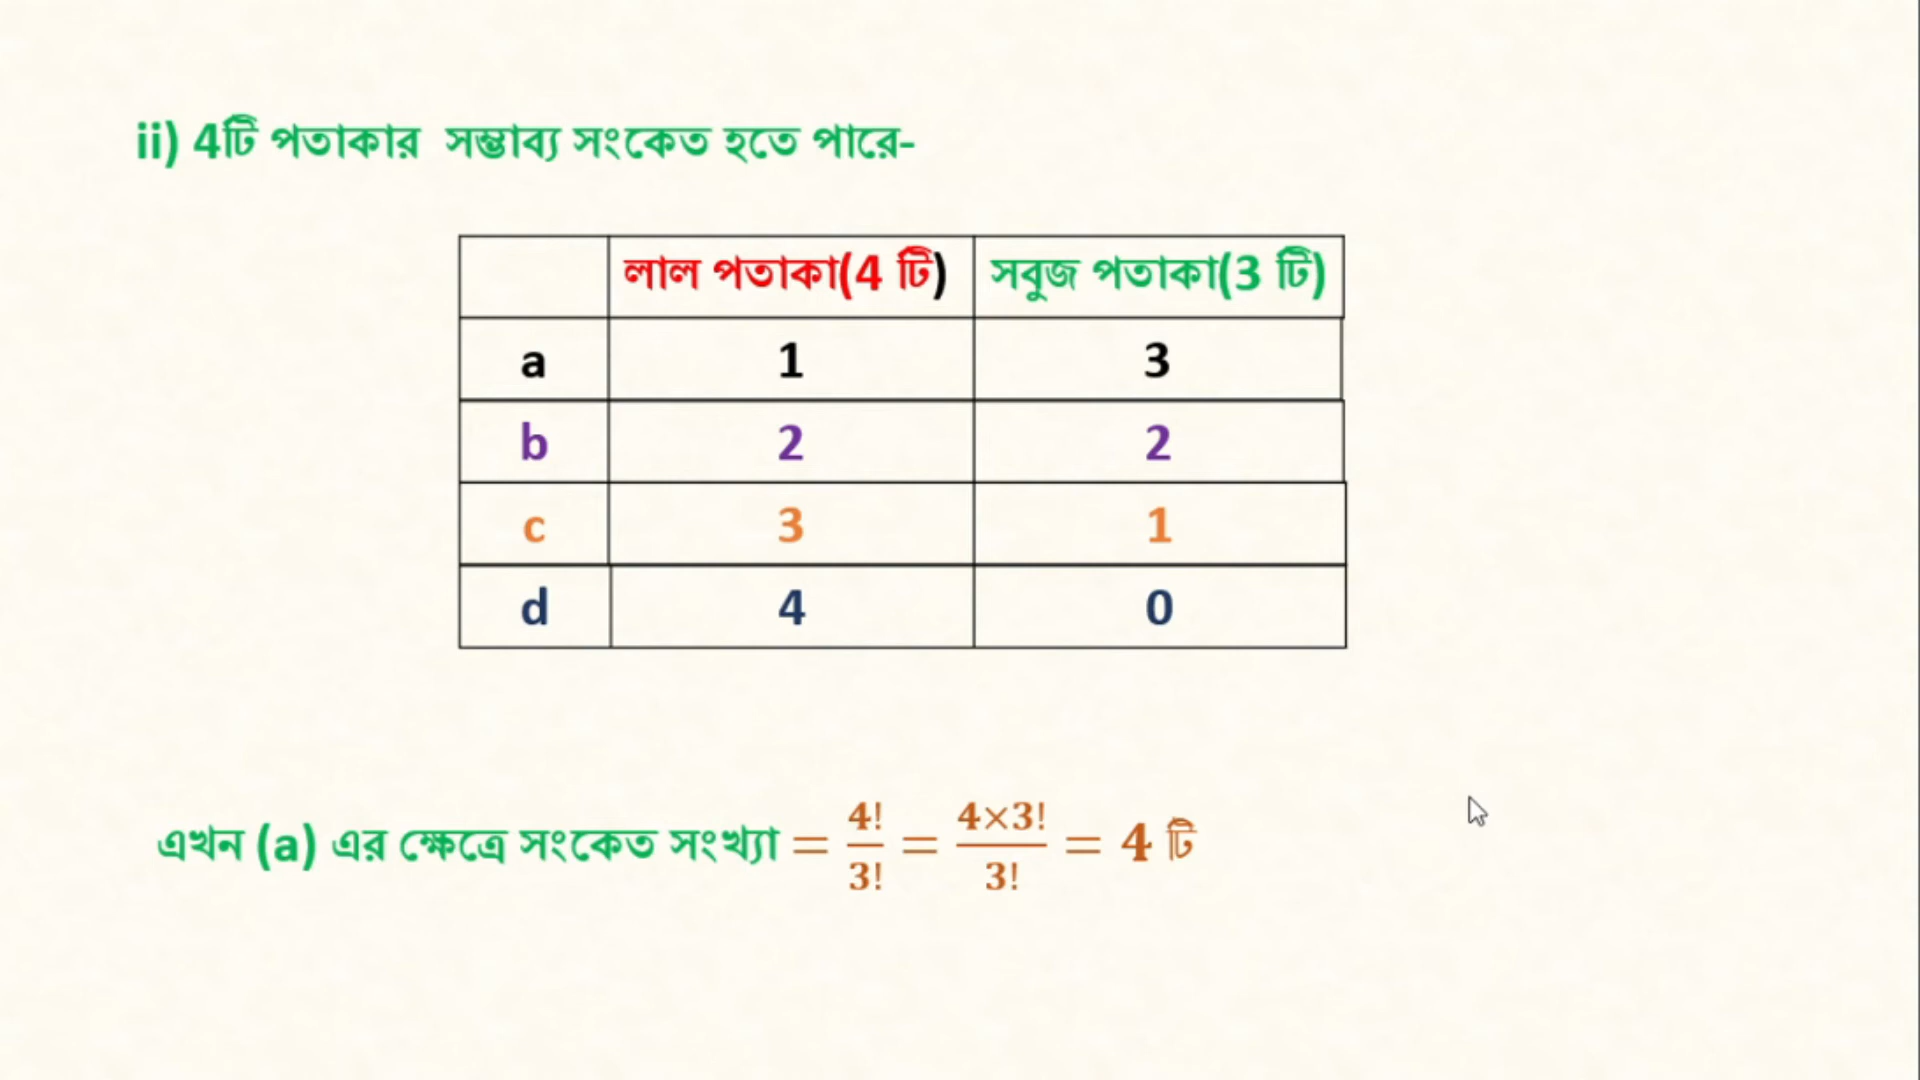 ii) 4টি পতাকার সম্ভাব্য সংকেত হতে পারে-
লাল পতাকা(4 টি) সবুজ পতাকা(3 টি)
a 1 3
b 2 2
c 3 1
d 4 0
এখন (a) এর ক্ষেত্রে সংকেত সংখ্যা = 4!/3! = 4×3!/3! = 4 টি